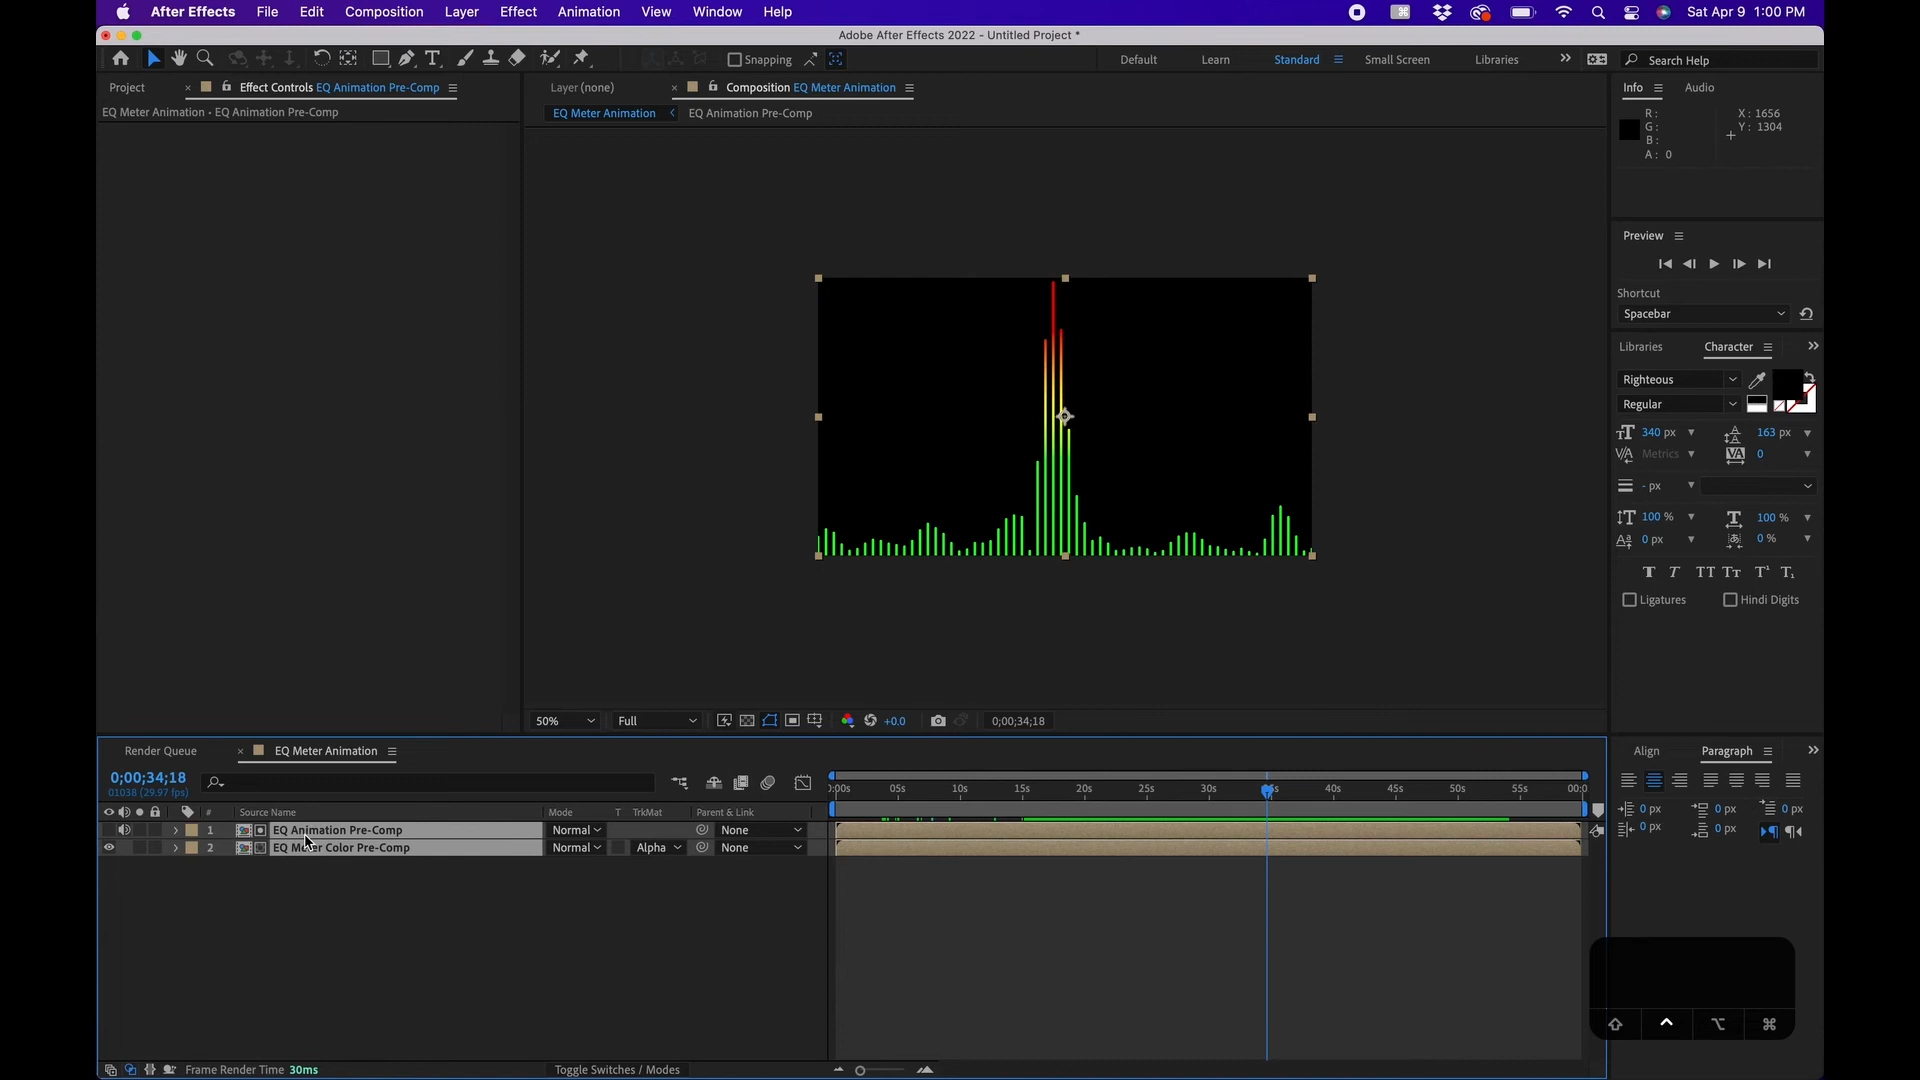 After Effects File Edit Composition Layer Effect Animation View Window Help Sat Apr 9 1:00 PM
Adobe After Effects 2022 - Untitled Project *
Snapping Default Learn Standard Small Screen Libraries Search Help
Project Effect Controls EQ Animation Pre-Comp Layer (none) Composition EQ Meter Animation Info Audio
EQ Meter Animation • EQ Animation Pre-Comp EQ Meter Animation EQ Animation Pre-Comp
R: X: 1656
G: Y: 1304
B:
A: 0
Preview
Shortcut
Spacebar
Libraries Character
Righteous
Regular
340 px 163 px
Metrics 0
- px
100 % 100 %
0 px 0 %
Ligatures Hindi Digits
50% Full +0.0 0;00;34;18
Render Queue EQ Meter Animation Align Paragraph
0;00;34;18
01038 (29.97 fps)
:00s 05s 10s 15s 20s 25s 30s 40s 45s 50s 55s 00:0
# Source Name Mode T TrkMat Parent & Link
1 EQ Animation Pre-Comp Normal None
2 EQ Meter Color Pre-Comp Normal Alpha None
0 px 0 px 0 px
0 px 0 px
Frame Render Time 30ms Toggle Switches / Modes